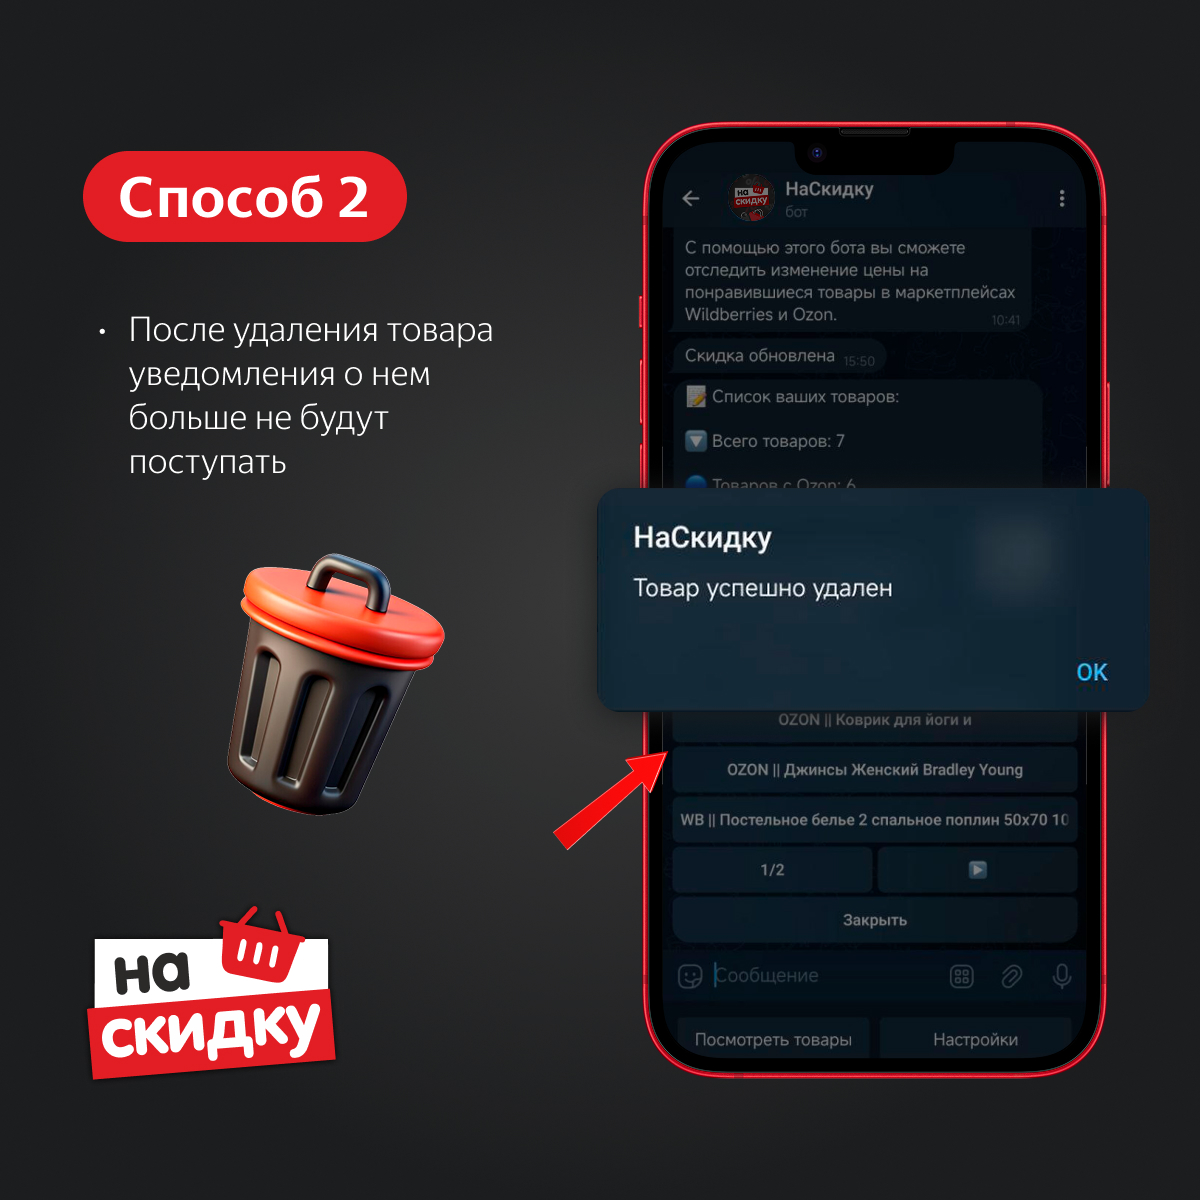 Способ 2
• После удаления товара
уведомления о нем
больше не будут
поступать
на
скидку
на
скидку
НаСкидку
бот
С помощью этого бота вы сможете
отследить изменение цены на
понравившиеся товары в маркетплейсах
Wildberries и Ozon.
10:41
Скидка обновлена 15:50
Список ваших товаров:
Всего товаров: 7
Товаров с Ozon: 6
НаСкидку
Товар успешно удален
OK
OZON || Коврик для йоги и
OZON || Джинсы Женский Bradley Young
WB || Постельное белье 2 спальное поплин 50x70 10
1/2
Закрыть
Сообщение
Посмотреть товары
Настройки